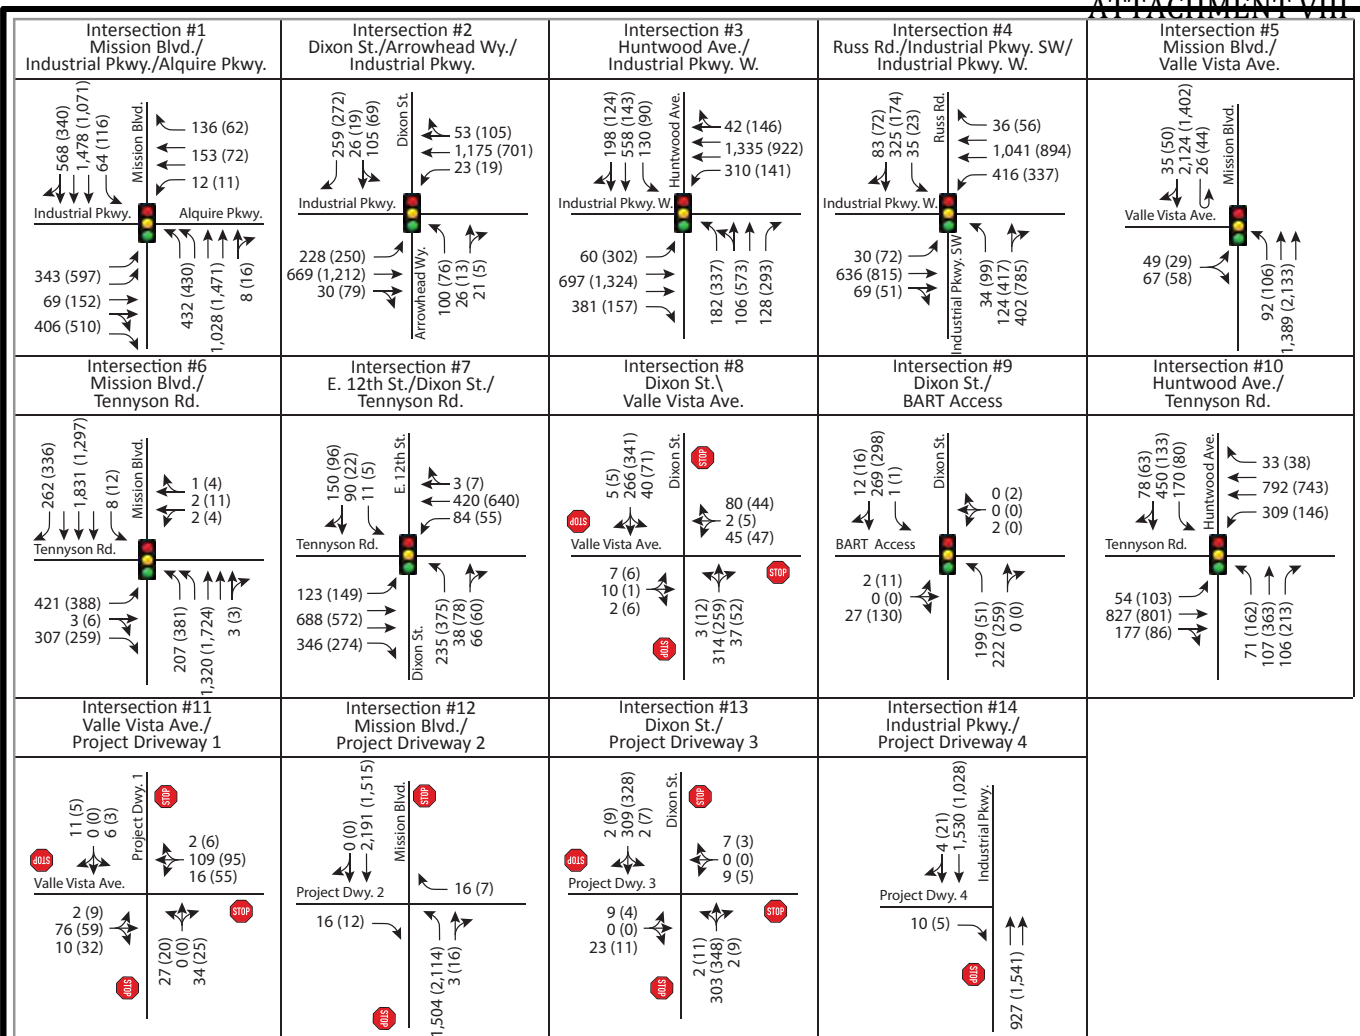 ATTACHMENT VIII
Intersection #1
Mission Blvd./
Industrial Pkwy./Alquire Pkwy.
568 (340)
1,478 (1,071)
64 (116)
Mission Blvd.
136 (62)
153 (72)
12 (11)
Industrial Pkwy.
Alquire Pkwy.
343 (597)
69 (152)
406 (510)
432 (430)
1,028 (1,471)
8 (16)
Intersection #2
Dixon St./Arrowhead Wy./
Industrial Pkwy.
259 (272)
26 (19)
105 (69)
Dixon St.
53 (105)
1,175 (701)
23 (19)
Industrial Pkwy.
228 (250)
669 (1,212)
30 (79)
Arrowhead Wy.
100 (76)
26 (13)
21 (5)
Intersection #3
Huntwood Ave./
Industrial Pkwy. W.
198 (124)
558 (143)
130 (90)
Huntwood Ave.
42 (146)
1,335 (922)
310 (141)
Industrial Pkwy. W.
60 (302)
697 (1,324)
381 (157)
182 (337)
106 (573)
128 (293)
Intersection #4
Russ Rd./Industrial Pkwy. SW/
Industrial Pkwy. W.
83 (72)
325 (174)
35 (23)
Russ Rd.
36 (56)
1,041 (894)
416 (337)
Industrial Pkwy. W.
30 (72)
636 (815)
69 (51)
Industrial Pkwy. SW
34 (99)
124 (417)
402 (785)
Intersection #5
Mission Blvd./
Valle Vista Ave.
35 (50)
2,124 (1,402)
26 (44)
Mission Blvd.
Valle Vista Ave.
49 (29)
67 (58)
92 (106)
1,389 (2,133)
Intersection #6
Mission Blvd./
Tennyson Rd.
262 (336)
1,831 (1,297)
8 (12)
Mission Blvd.
1 (4)
2 (11)
2 (4)
Tennyson Rd.
421 (388)
3 (6)
307 (259)
207 (381)
1,320 (1,724)
3 (3)
Intersection #7
E. 12th St./Dixon St./
Tennyson Rd.
150 (96)
90 (22)
11 (5)
E. 12th St.
3 (7)
420 (640)
84 (55)
Tennyson Rd.
123 (149)
688 (572)
346 (274)
Dixon St.
235 (375)
38 (78)
66 (60)
Intersection #8
Dixon St.\
Valle Vista Ave.
5 (5)
266 (341)
40 (71)
Dixon St.
STOP
80 (44)
2 (5)
45 (47)
STOP
Valle Vista Ave.
STOP
7 (6)
10 (1)
2 (6)
STOP
3 (12)
314 (259)
37 (52)
Intersection #9
Dixon St./
BART Access
12 (16)
269 (298)
1 (1)
Dixon St.
0 (2)
0 (0)
2 (0)
BART Access
2 (11)
0 (0)
27 (130)
199 (51)
222 (259)
0 (0)
Intersection #10
Huntwood Ave./
Tennyson Rd.
78 (63)
450 (133)
170 (80)
Huntwood Ave.
33 (38)
792 (743)
309 (146)
Tennyson Rd.
54 (103)
827 (801)
177 (86)
71 (162)
107 (363)
106 (213)
Intersection #11
Valle Vista Ave./
Project Driveway 1
11 (5)
0 (0)
6 (3)
Project Dwy. 1
STOP
2 (6)
109 (95)
16 (55)
STOP
Valle Vista Ave.
STOP
2 (9)
76 (59)
10 (32)
STOP
27 (20)
0 (0)
34 (25)
Intersection #12
Mission Blvd./
Project Driveway 2
0 (0)
2,191 (1,515)
Mission Blvd.
STOP
16 (7)
Project Dwy. 2
16 (12)
STOP
1,504 (2,114)
3 (16)
Intersection #13
Dixon St./
Project Driveway 3
2 (9)
309 (328)
2 (7)
Dixon St.
STOP
7 (3)
0 (0)
9 (5)
STOP
Project Dwy. 3
STOP
9 (4)
0 (0)
23 (11)
STOP
2 (11)
303 (348)
2 (9)
Intersection #14
Industrial Pkwy./
Project Driveway 4
4 (21)
1,530 (1,028)
Industrial Pkwy.
Project Dwy. 4
10 (5)
STOP
927 (1,541)